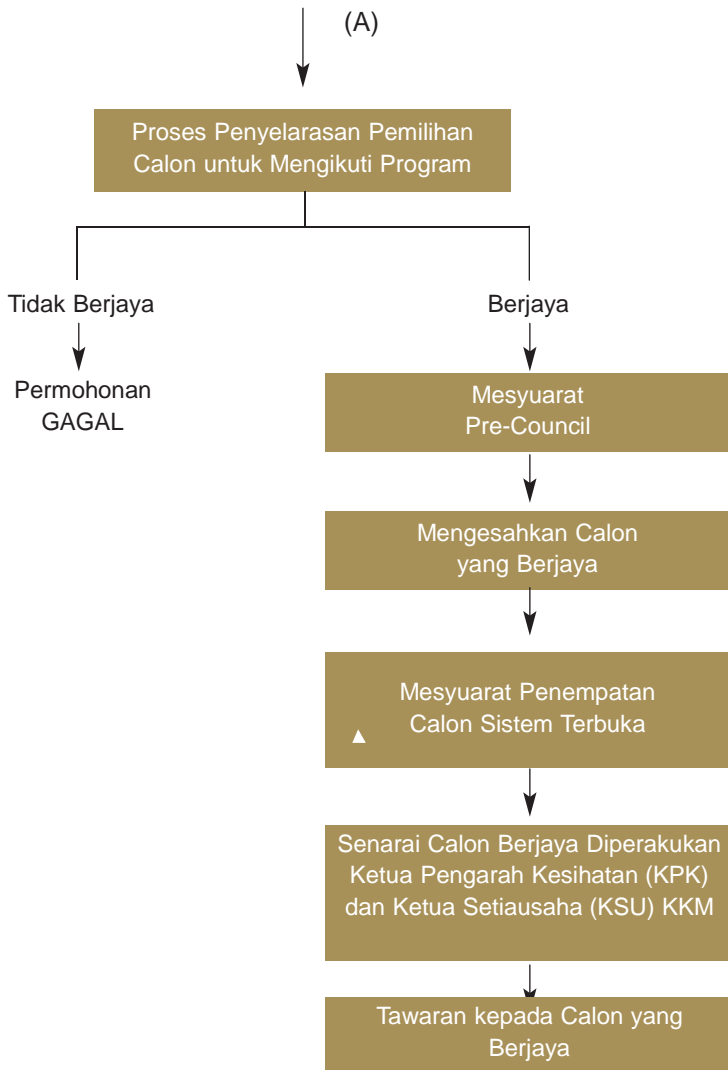 (A)
Proses Penyelarasan Pemilihan
Calon untuk Mengikuti Program
Tidak Berjaya
Berjaya
Permohonan
GAGAL
Mesyuarat
Pre-Council
Mengesahkan Calon
yang Berjaya
Mesyuarat Penempatan
Calon Sistem Terbuka
Senarai Calon Berjaya Diperakukan
Ketua Pengarah Kesihatan (KPK)
dan Ketua Setiausaha (KSU) KKM
Tawaran kepada Calon yang
Berjaya